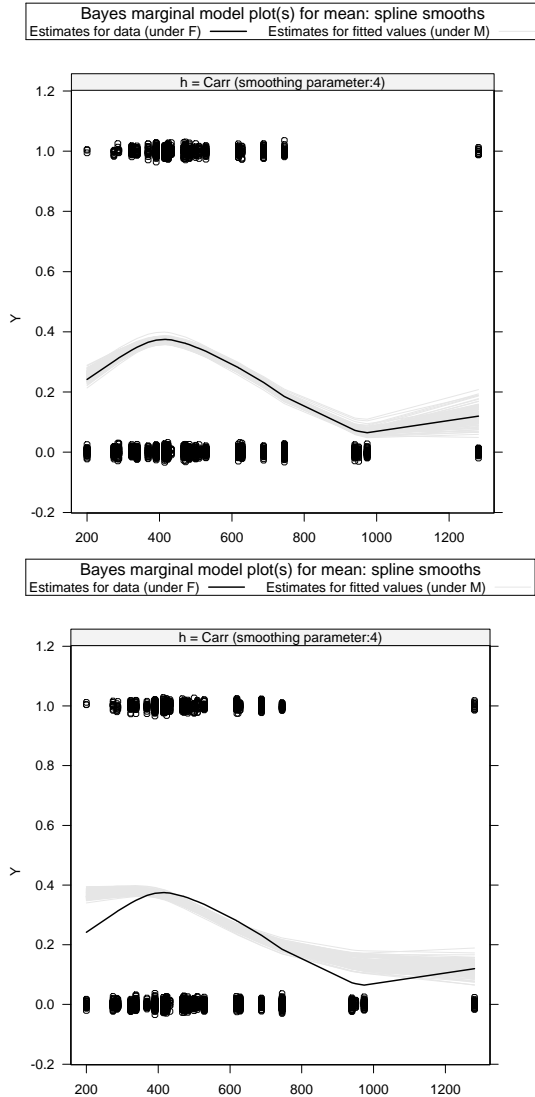 Bayes marginal model plot(s) for mean: spline smooths
Estimates for data (under F) Estimates for fitted values (under M)
h = Carr (smoothing parameter:4)
1.2
1.0
0.8
0.6
Y
0.4
0.2
0.0
-0.2
200 400 600 800 1000 1200
Bayes marginal model plot(s) for mean: spline smooths
Estimates for data (under F) Estimates for fitted values (under M)
h = Carr (smoothing parameter:4)
1.2
1.0
0.8
0.6
Y
0.4
0.2
0.0
-0.2
200 400 600 800 1000 1200